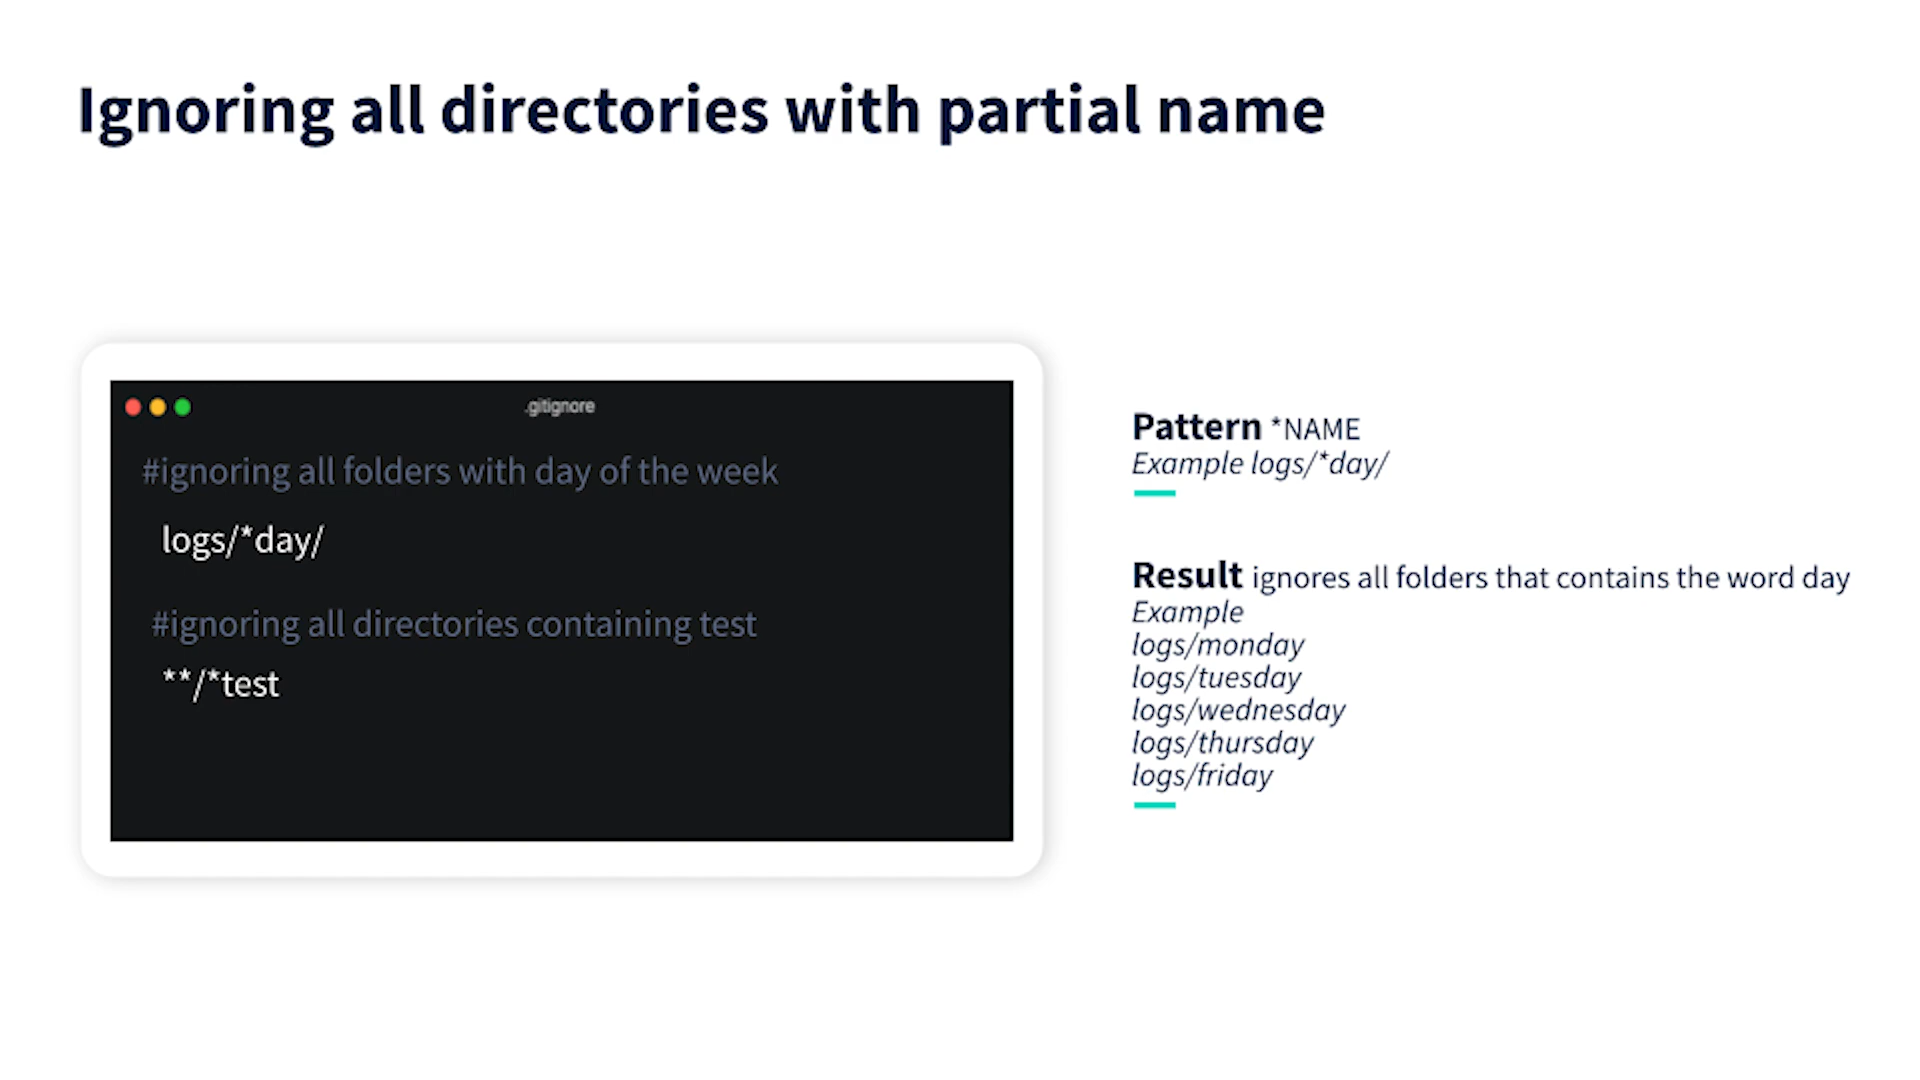 Ignoring all directories with partial name
.gitignore
#ignoring all folders with day of the week
logs/*day/
#ignoring all directories containing test
**/*test
Pattern *NAME
Example logs/*day/
Result ignores all folders that contains the word day
Example
logs/monday
logs/tuesday
logs/wednesday
logs/thursday
logs/friday